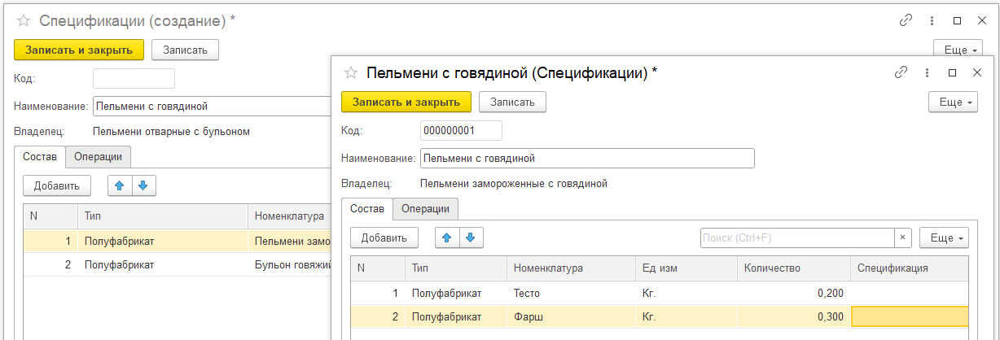 Спецификации (создание) *
Записать и закрыть Записать Еще
Код:
Наименование: Пельмени с говядиной
Владелец: Пельмени отварные с бульоном
Состав Операции
Добавить
N Тип Номенклатура
1 Полуфабрикат Пельмени замо
2 Полуфабрикат Бульон говяжий
Пельмени с говядиной (Спецификации) *
Записать и закрыть Записать Еще
Код: 000000001
Наименование: Пельмени с говядиной
Владелец: Пельмени замороженные с говядиной
Состав Операции
Добавить Поиск (Ctrl+F) × Еще
N Тип Номенклатура Ед изм Количество Спецификация
1 Полуфабрикат Тесто Кг. 0,200
2 Полуфабрикат Фарш Кг. 0,300